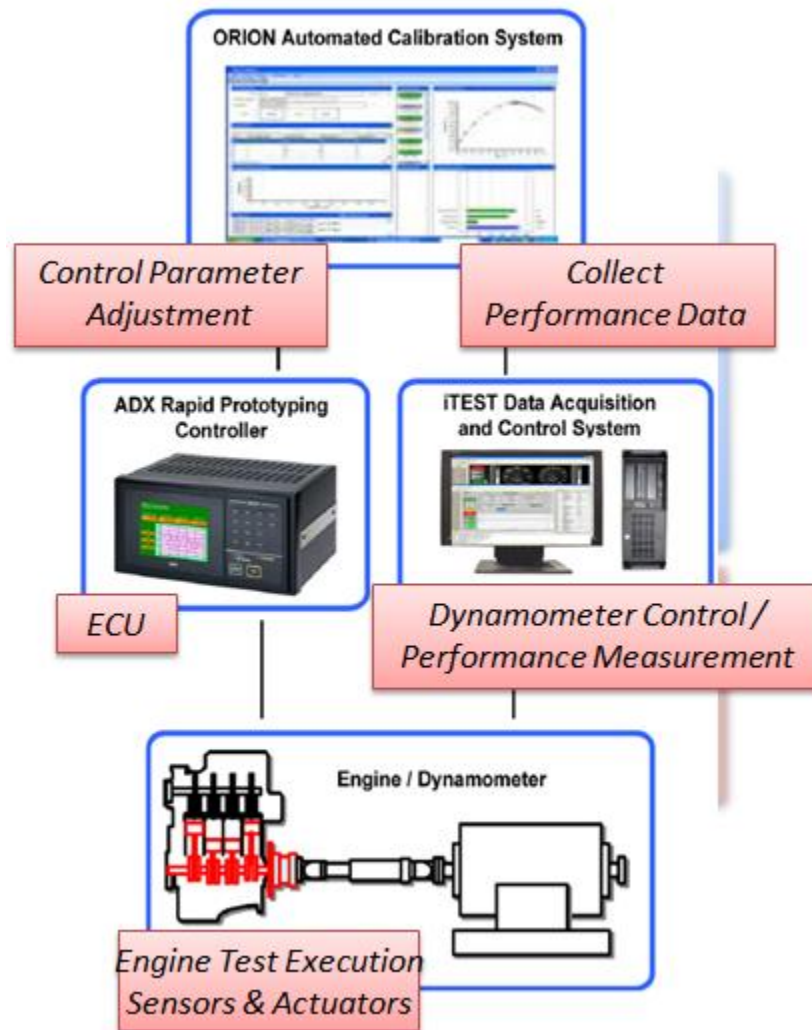 ORION Automated Calibration System
Control Parameter
Adjustment
Collect
Performance Data
ADX Rapid Prototyping
Controller
iTEST Data Acquisition
and Control System
ECU
Dynamometer Control /
Performance Measurement
Engine / Dynamometer
Engine Test Execution
Sensors & Actuators